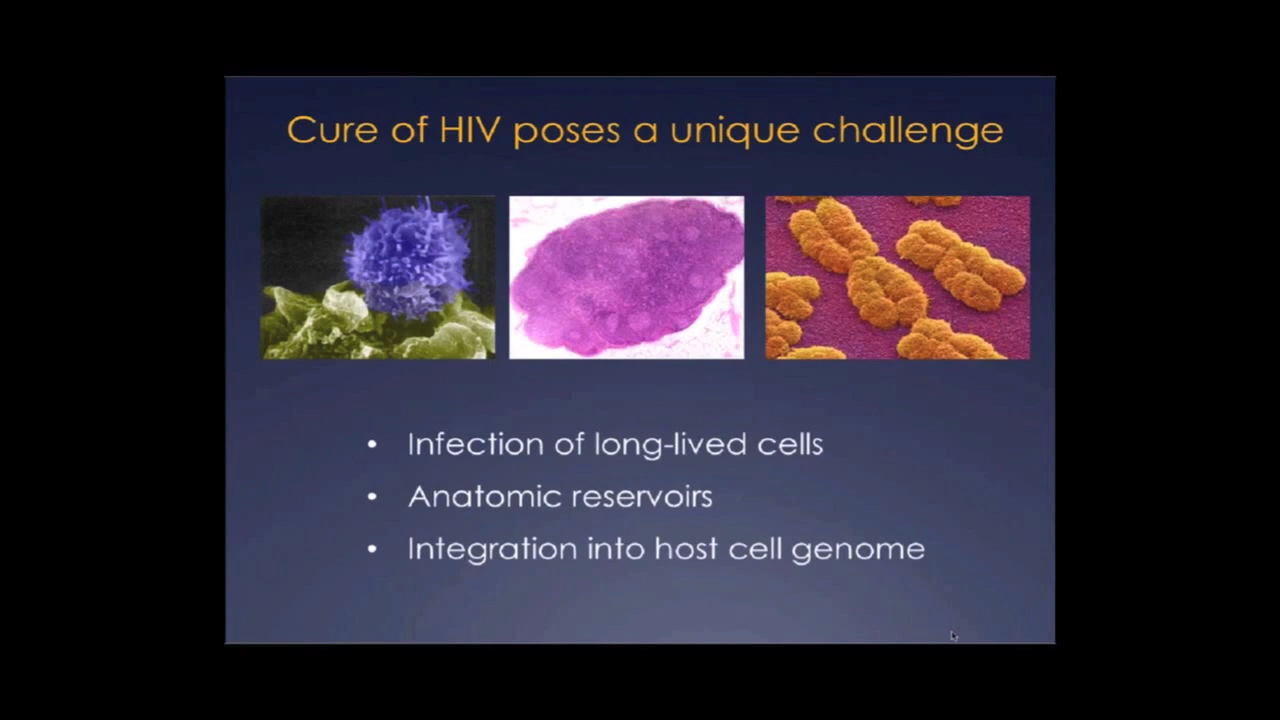 Cure of HIV poses a unique challenge
• Infection of long-lived cells
• Anatomic reservoirs
• Integration into host cell genome